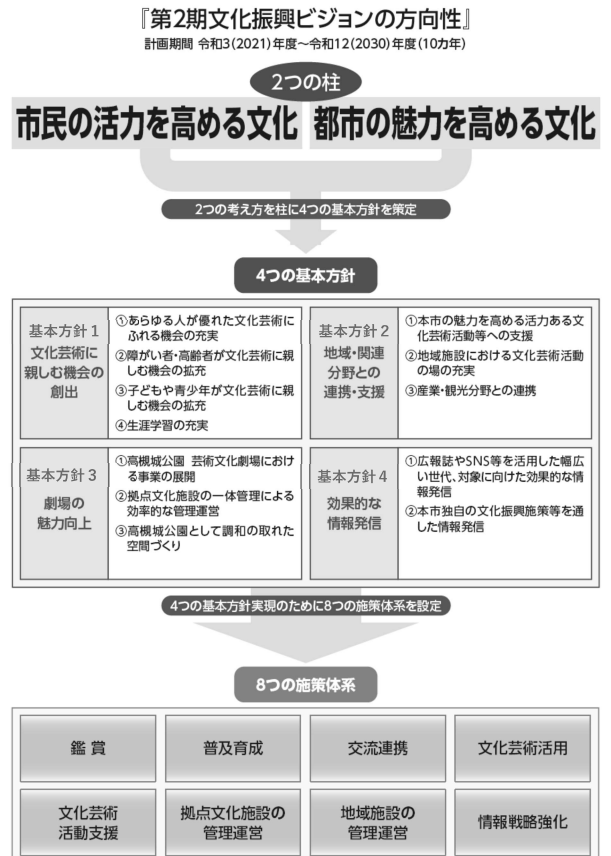 『第2期文化振興ビジョンの方向性』
計画期間 令和3(2021)年度～令和12(2030)年度(10カ年)
2つの柱
市民の活力を高める文化 都市の魅力を高める文化
2つの考え方を柱に4つの基本方針を策定
4つの基本方針
基本方針1
文化芸術に
親しむ機会の
創出
①あらゆる人が優れた文化芸術に
ふれる機会の充実
②障がい者・高齢者が文化芸術に親
しむ機会の拡充
③子どもや青少年が文化芸術に親
しむ機会の拡充
④生涯学習の充実
基本方針2
地域・関連
分野との
連携・支援
①本市の魅力を高める活力ある文
化芸術活動等への支援
②地域施設における文化芸術活動
の場の充実
③産業・観光分野との連携
基本方針3
劇場の
魅力向上
①高槻城公園 芸術文化劇場におけ
る事業の展開
②拠点文化施設の一体管理による
効率的な管理運営
③高槻城公園として調和の取れた
空間づくり
基本方針4
効果的な
情報発信
①広報誌やSNS等を活用した幅広
い世代、対象に向けた効果的な情
報発信
②本市独自の文化振興施策等を通
した情報発信
4つの基本方針実現のために8つの施策体系を設定
8つの施策体系
鑑 賞
普及育成
交流連携
文化芸術活用
文化芸術
活動支援
拠点文化施設の
管理運営
地域施設の
管理運営
情報戦略強化